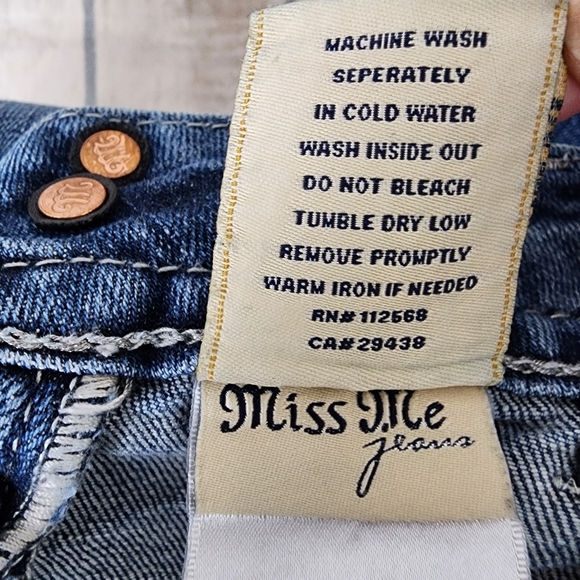 MACHINE WASH
SEPERATELY
IN COLD WATER
WASH INSIDE OUT
DO NOT BLEACH
TUMBLE DRY LOW
REMOVE PROMPTLY
WARM IRON IF NEEDED
RN# 112568
CA# 29438
Miss Me
jeans